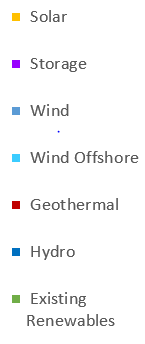 Solar
Storage
Wind
Wind Offshore
Geothermal
Hydro
Existing
Renewables